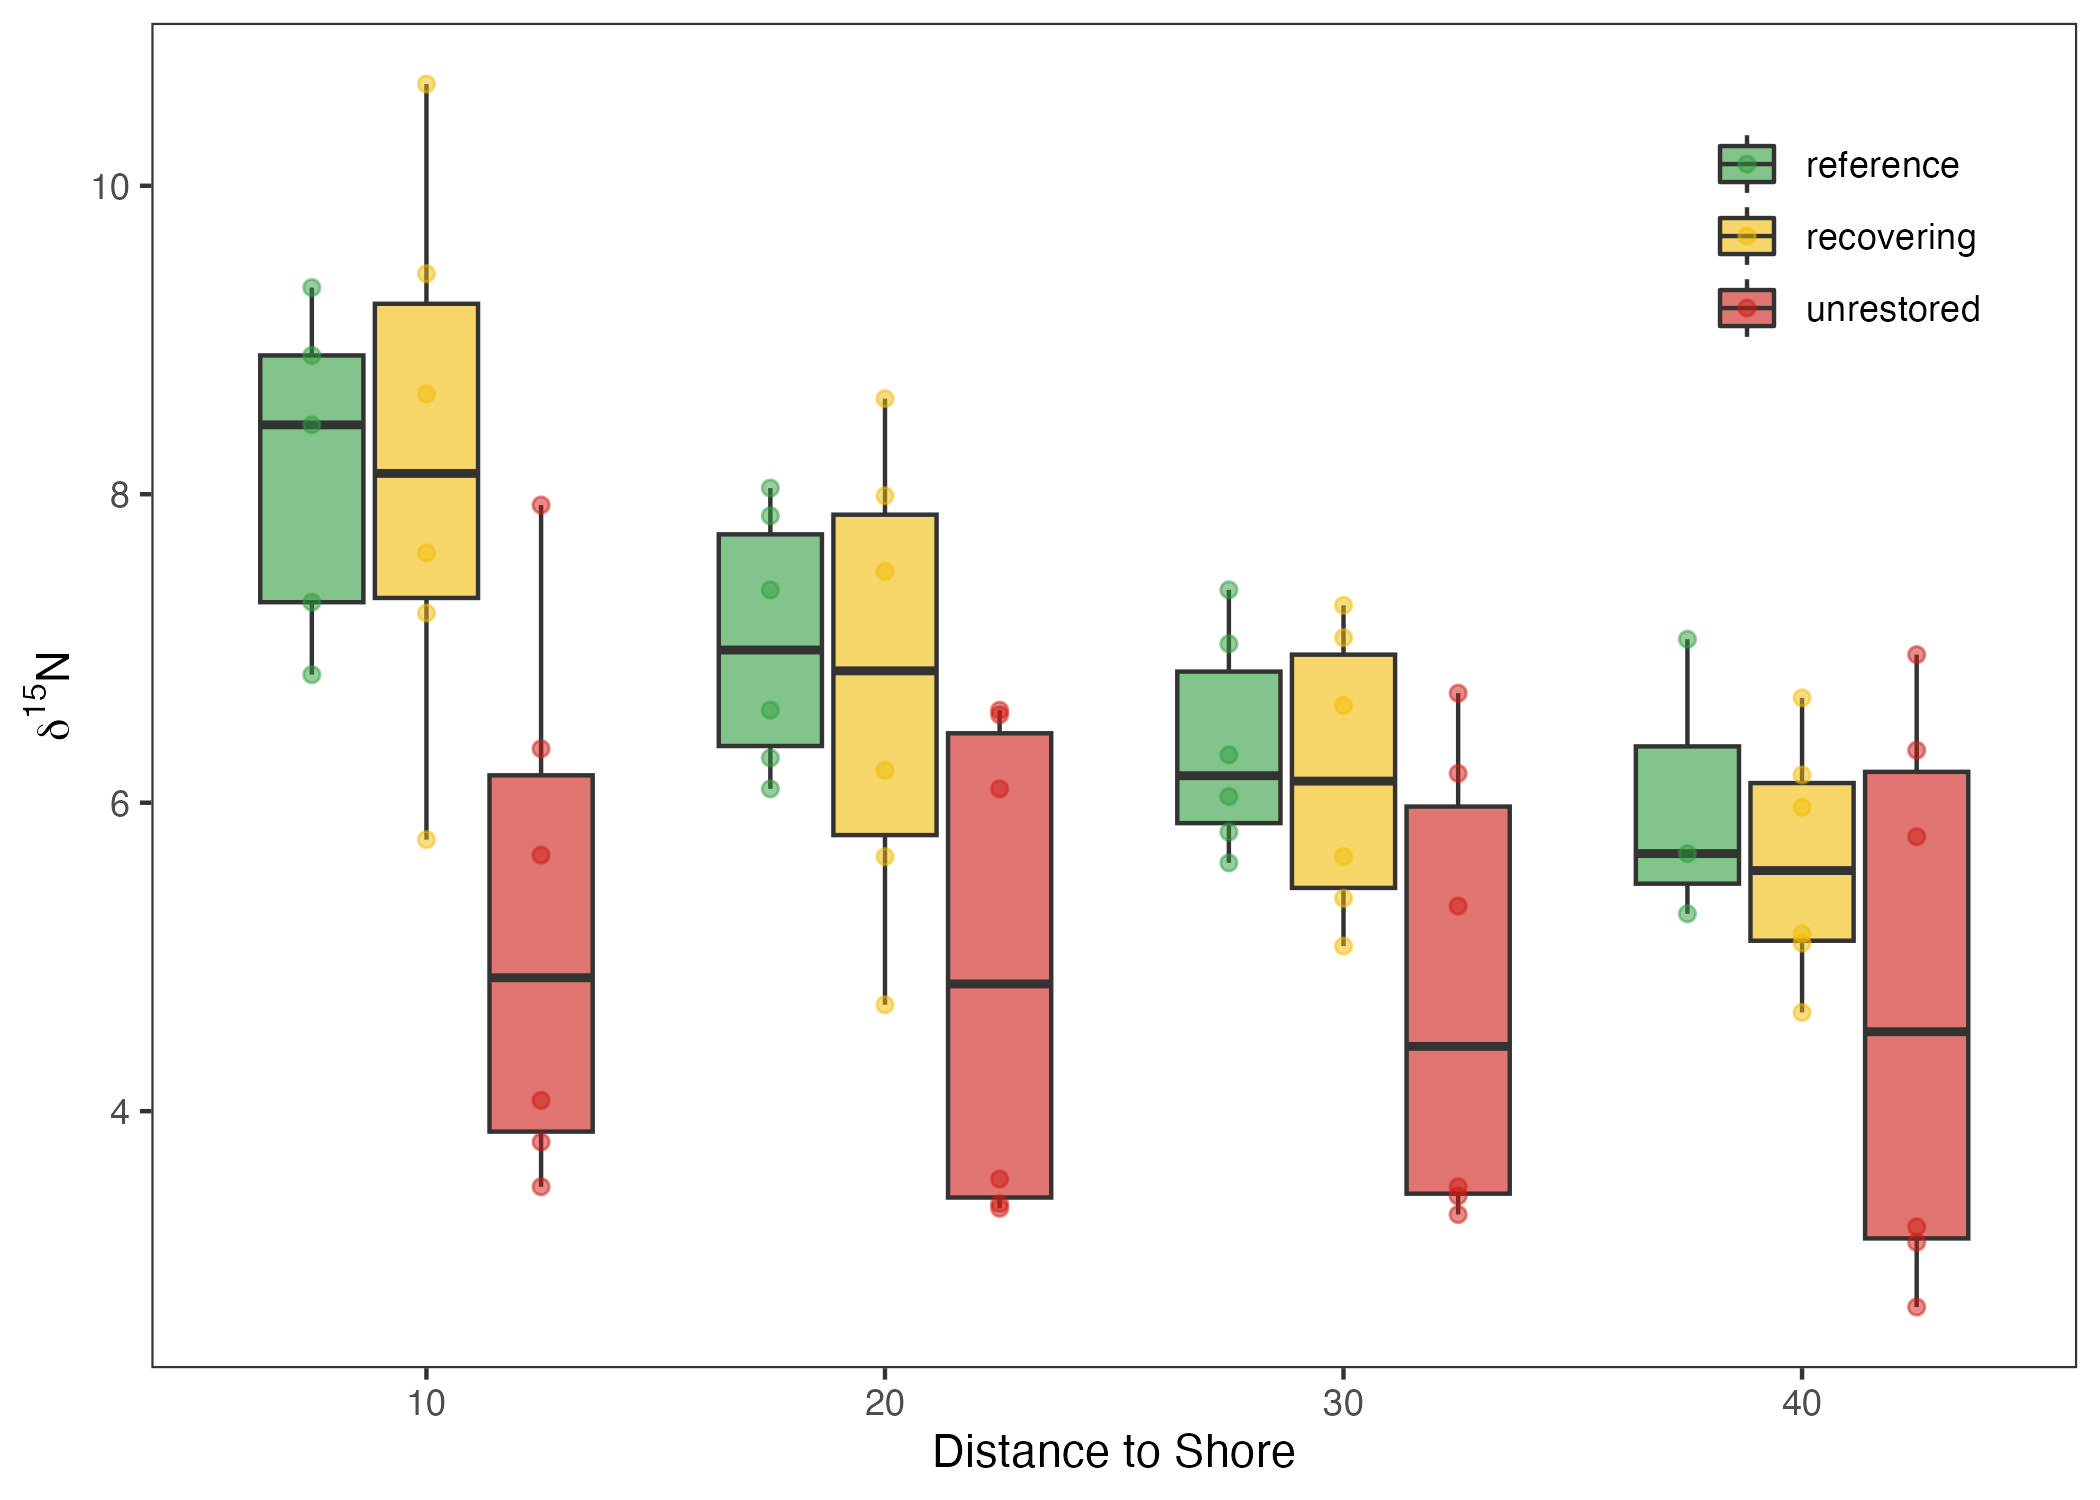 δ15N
10
8
6
4
reference
recovering
unrestored
10 20 30 40
Distance to Shore